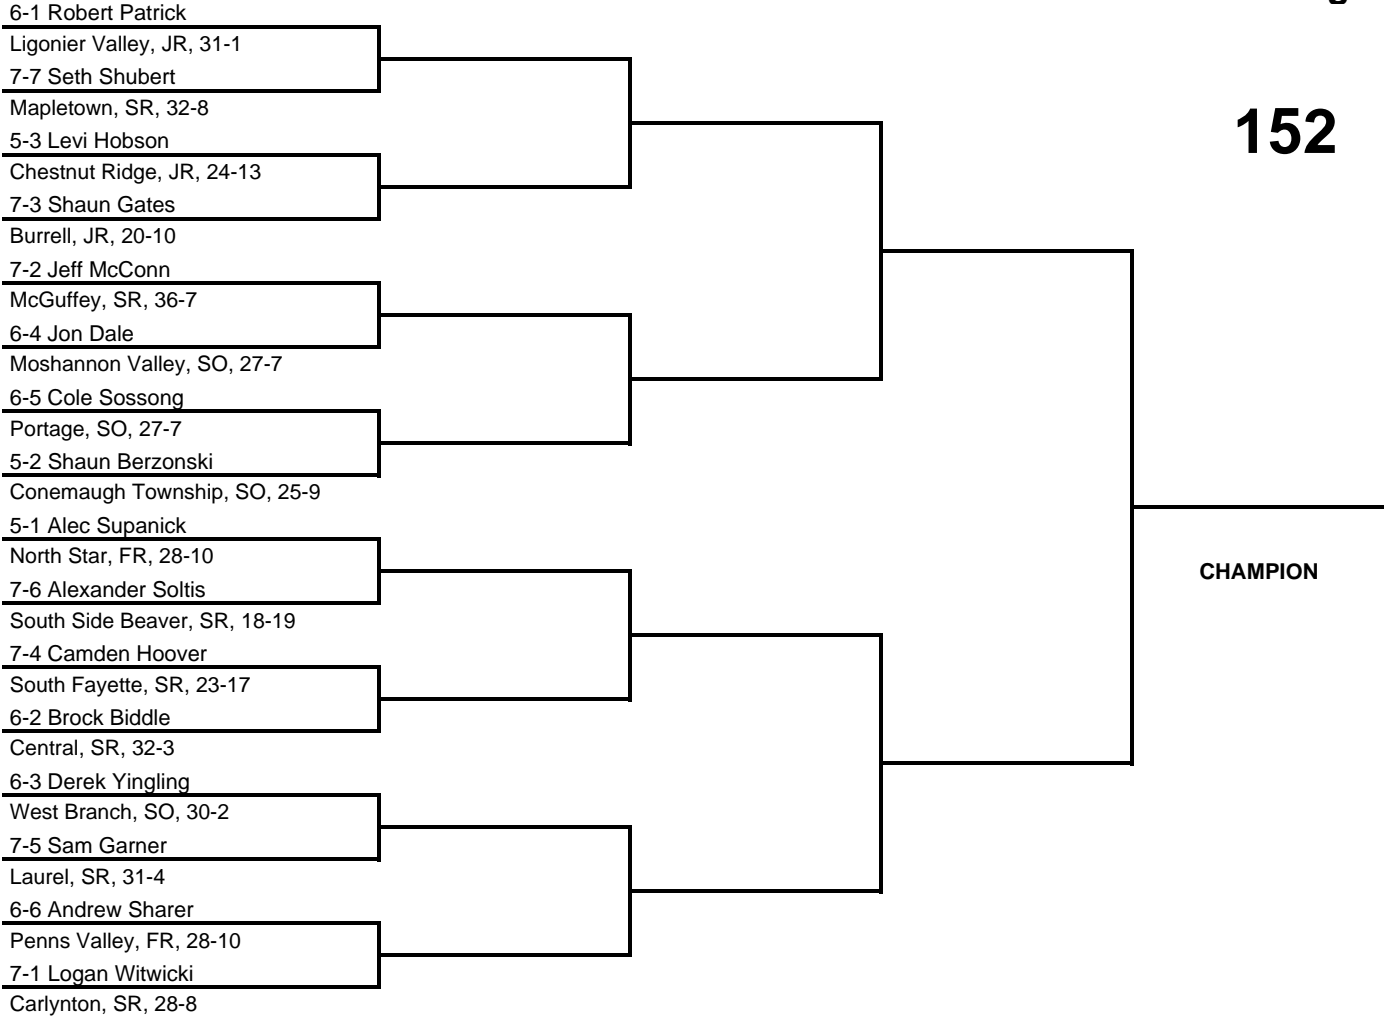 6-1 Robert Patrick
Ligonier Valley, JR, 31-1
7-7 Seth Shubert
Mapletown, SR, 32-8
152
5-3 Levi Hobson
Chestnut Ridge, JR, 24-13
7-3 Shaun Gates
Burrell, JR, 20-10
7-2 Jeff McConn
McGuffey, SR, 36-7
6-4 Jon Dale
Moshannon Valley, SO, 27-7
6-5 Cole Sossong
Portage, SO, 27-7
5-2 Shaun Berzonski
Conemaugh Township, SO, 25-9
5-1 Alec Supanick
North Star, FR, 28-10
CHAMPION
7-6 Alexander Soltis
South Side Beaver, SR, 18-19
7-4 Camden Hoover
South Fayette, SR, 23-17
6-2 Brock Biddle
Central, SR, 32-3
6-3 Derek Yingling
West Branch, SO, 30-2
7-5 Sam Garner
Laurel, SR, 31-4
6-6 Andrew Sharer
Penns Valley, FR, 28-10
7-1 Logan Witwicki
Carlynton, SR, 28-8